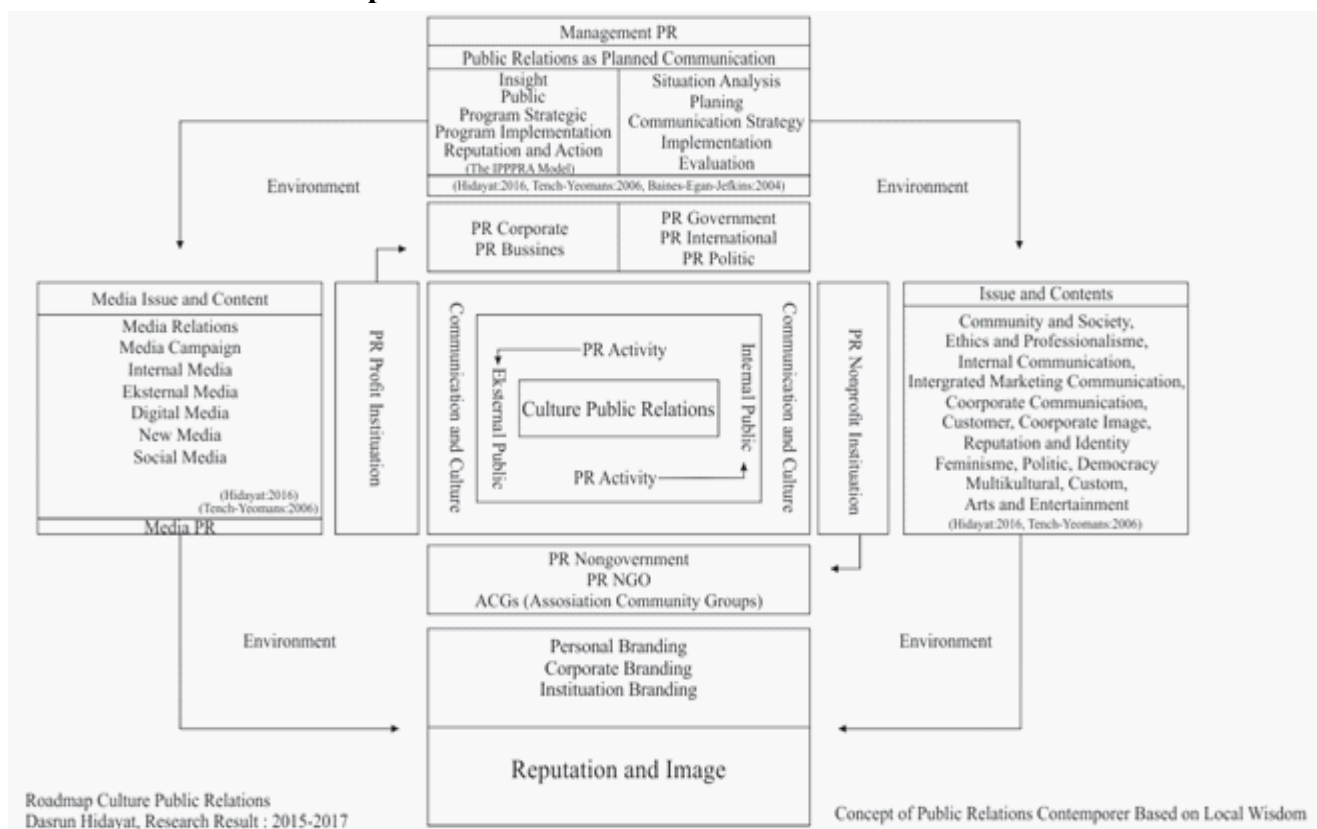 Management PR
Public Relations as Planned Communication
Insight
Public
Program Strategic
Program Implementation
Reputation and Action
(The IPPPRA Model)
Situation Analysis
Planing
Communication Strategy
Implementation
Evaluation
(Hidayat:2016, Tench-Yeomans:2006, Baines-Egan-Jefkins:2004)
Environment
Environment
PR Corporate
PR Bussines
PR Government
PR International
PR Politic
Media Issue and Content
Media Relations
Media Campaign
Internal Media
Eksternal Media
Digital Media
New Media
Social Media
(Hidayat:2016)
(Tench-Yeomans:2006)
Media PR
PR Profit Instituation
Communication and Culture
PR Activity
Eksternal Public
Culture Public Relations
Internal Public
PR Activity
Communication and Culture
PR Nonprofit Instituation
Issue and Contents
Community and Society,
Ethics and Professionalisme,
Internal Communication,
Intergrated Marketing Communication,
Coorporate Communication,
Customer, Coorporate Image,
Reputation and Identity
Feminisme, Politic, Democracy
Multikultural, Custom,
Arts and Entertainment
(Hidayat:2016, Tench-Yeomans:2006)
PR Nongovernment
PR NGO
ACGs (Assosiation Community Groups)
Environment
Environment
Personal Branding
Corporate Branding
Instituation Branding
Reputation and Image
Roadmap Culture Public Relations
Dasrun Hidayat, Research Result : 2015-2017
Concept of Public Relations Contemporer Based on Local Wisdom